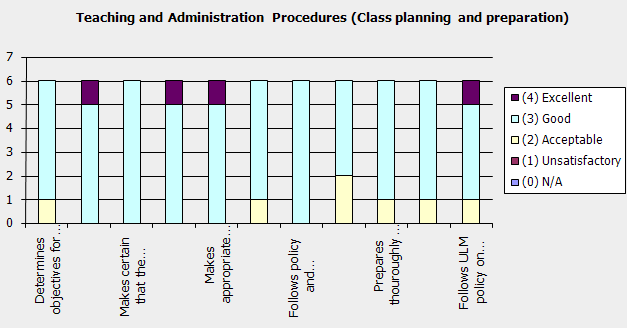 Teaching and Administration Procedures (Class planning and preparation)
7
6
5
4
3
2
1
0
(4) Excellent
(3) Good
(2) Acceptable
(1) Unsatisfactory
(0) N/A
Determines
objectives for...
Makes certain
that the...
Makes
appropriate...
Follows policy
and...
Prepares
thouroughly...
Follows ULM
policy on...